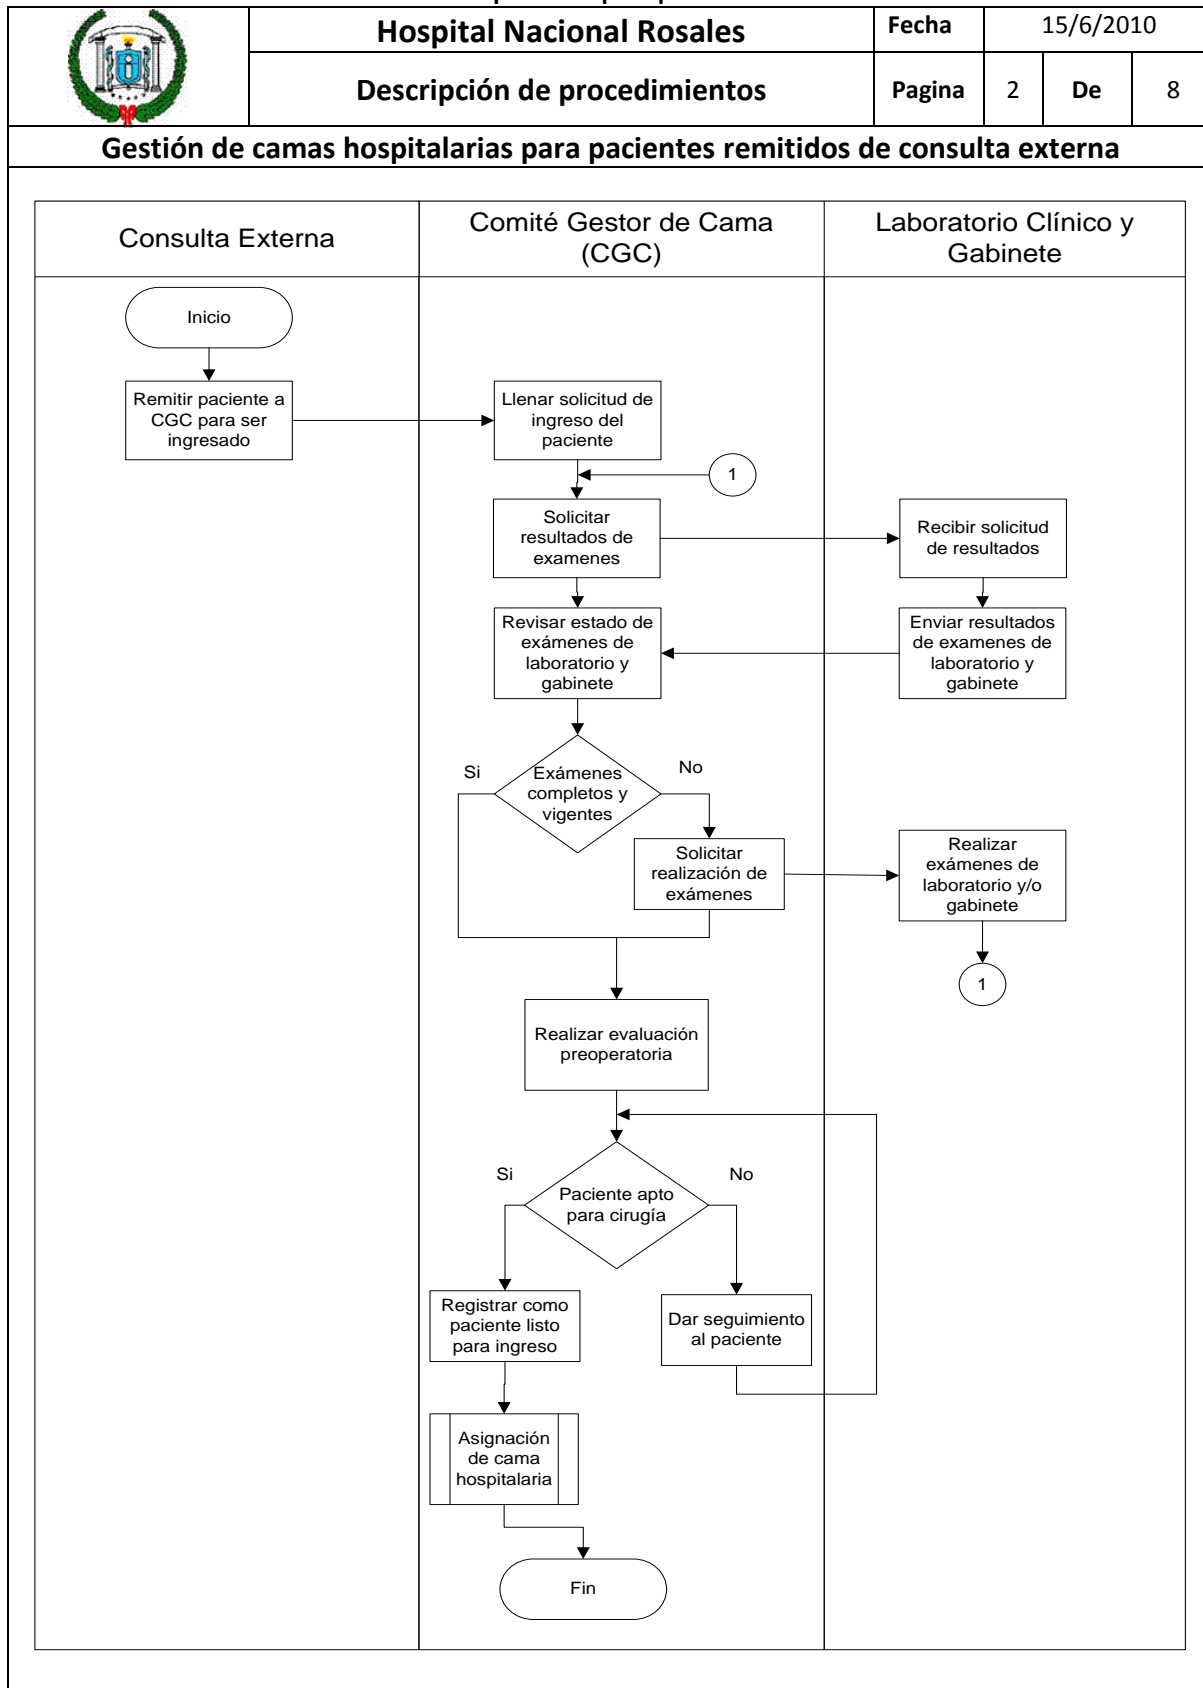 Hospital Nacional Rosales
Fecha
15/6/2010
Descripción de procedimientos
Pagina
2
De
8
Gestión de camas hospitalarias para pacientes remitidos de consulta externa
Consulta Externa
Comité Gestor de Cama
(CGC)
Laboratorio Clínico y
Gabinete
Inicio
Remitir paciente a
CGC para ser
ingresado
Llenar solicitud de
ingreso del
paciente
1
Solicitar
resultados de
examenes
Recibir solicitud
de resultados
Revisar estado de
exámenes de
laboratorio y
gabinete
Enviar resultados
de examenes de
laboratorio y
gabinete
Si
Exámenes
completos y
vigentes
No
Solicitar
realización de
exámenes
Realizar
exámenes de
laboratorio y/o
gabinete
1
Realizar evaluación
preoperatoria
Si
Paciente apto
para cirugía
No
Registrar como
paciente listo
para ingreso
Dar seguimiento
al paciente
Asignación
de cama
hospitalaria
Fin